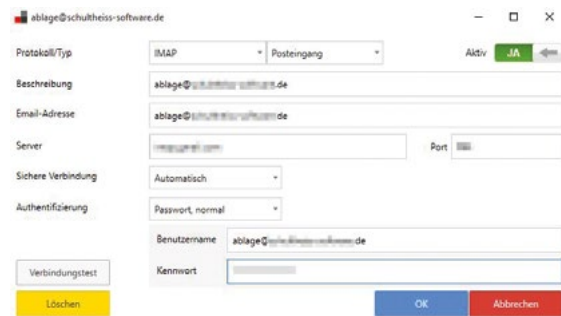 ablage@schultheiss-software.de
Protokoll/Typ IMAP Posteingang Aktiv JA
Beschreibung ablage@ .de
Email-Adresse ablage@ de
Server Port
Sichere Verbindung Automatisch
Authentifizierung Passwort, normal
Benutzername ablage@ de
Verbindungstest Kennwort
Löschen OK Abbrechen